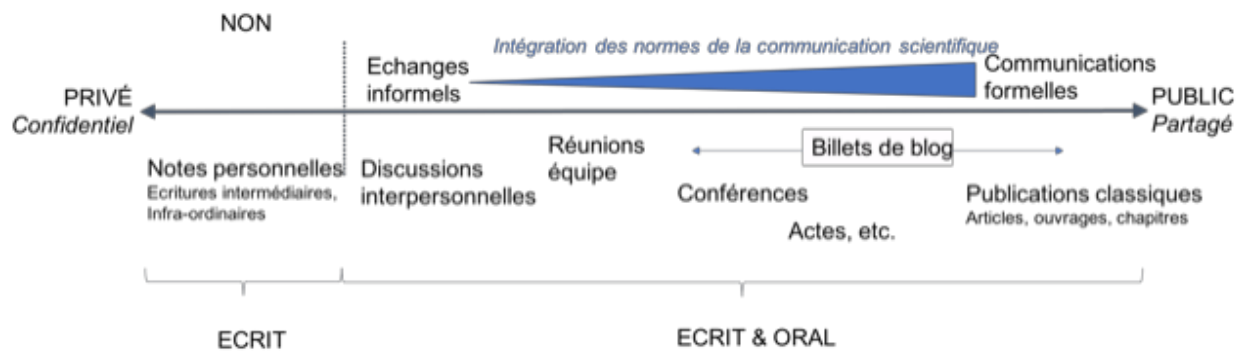 NON
Intégration des normes de la communication scientifique
Echanges
informels
Communications
formelles
PRIVÉ
Confidentiel
PUBLIC
Partagé
Notes personnelles
Ecritures intermédiaires,
Infra-ordinaires
Discussions
interpersonnelles
Réunions
équipe
Conférences
Billets de blog
Actes, etc.
Publications classiques
Articles, ouvrages, chapitres
ECRIT
ECRIT & ORAL